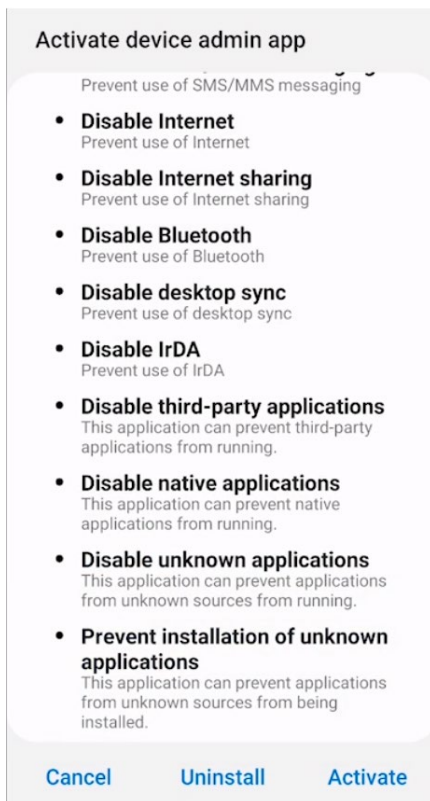 Activate device admin app
Prevent use of SMS/MMS messaging
• Disable Internet
Prevent use of Internet
• Disable Internet sharing
Prevent use of Internet sharing
• Disable Bluetooth
Prevent use of Bluetooth
• Disable desktop sync
Prevent use of desktop sync
• Disable IrDA
Prevent use of IrDA
• Disable third-party applications
This application can prevent third-party
applications from running.
• Disable native applications
This application can prevent native
applications from running.
• Disable unknown applications
This application can prevent applications
from unknown sources from running.
• Prevent installation of unknown
applications
This application can prevent applications
from unknown sources from being
installed.
Cancel Uninstall Activate